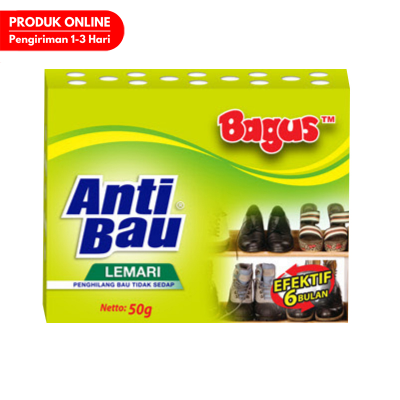 PRODUK ONLINE
Pengiriman 1-3 Hari
Bagus™
Anti
Bau®
LEMARI
PENGHILANG BAU TIDAK SEDAP
Netto: 50g
EFEKTIF
6 BULAN